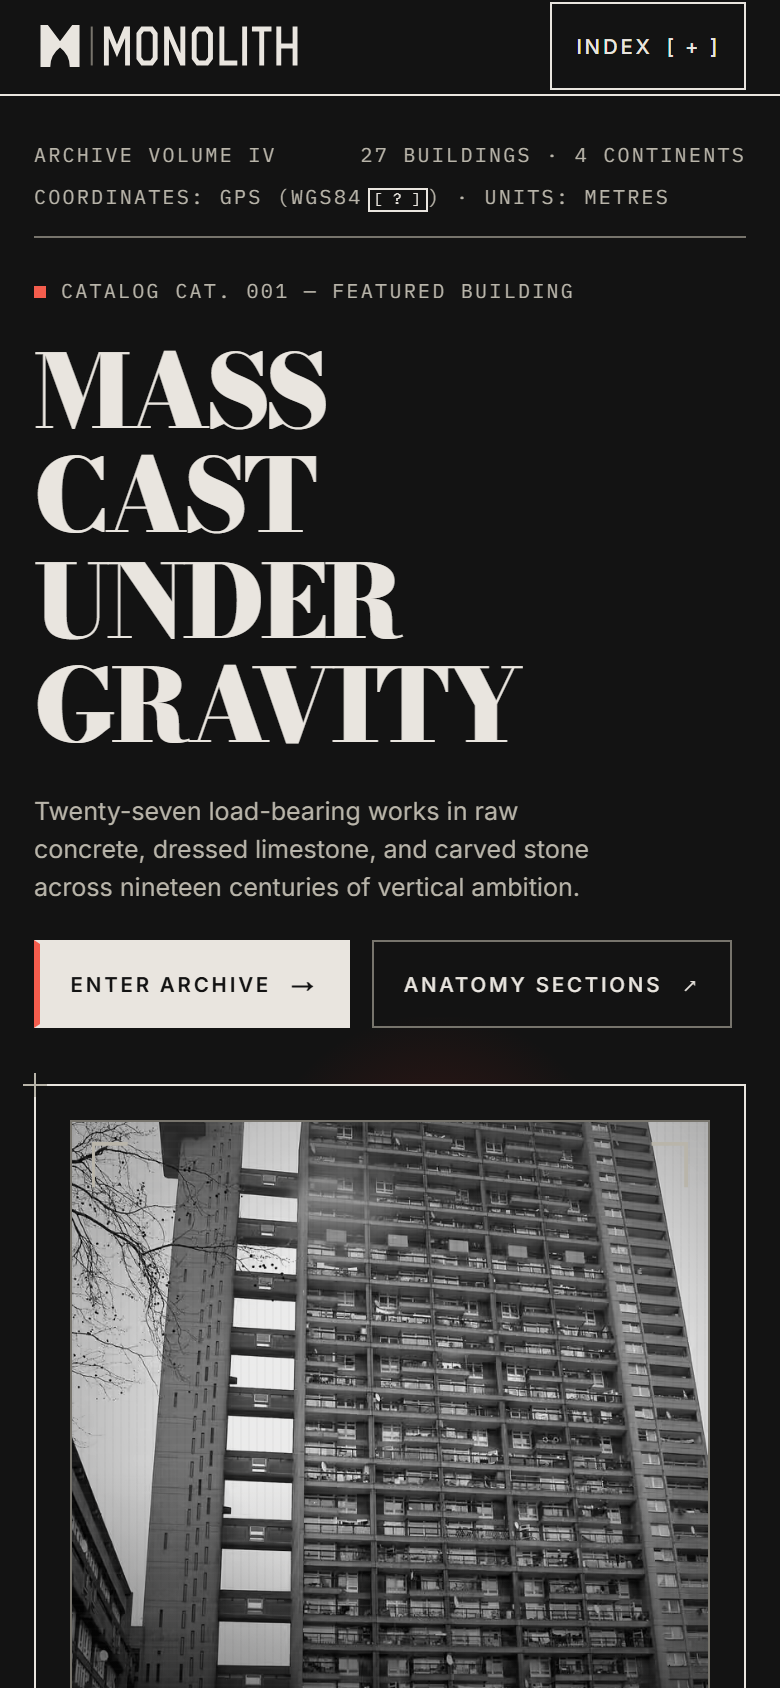 MONOLITH
INDEX [ + ]
ARCHIVE VOLUME IV
27 BUILDINGS · 4 CONTINENTS
COORDINATES: GPS (WGS84 [ ? ]) · UNITS: METRES
CATALOG CAT. 001 — FEATURED BUILDING
MASS
CAST
UNDER
GRAVITY
Twenty-seven load-bearing works in raw
concrete, dressed limestone, and carved stone
across nineteen centuries of vertical ambition.
ENTER ARCHIVE →
ANATOMY SECTIONS ↗